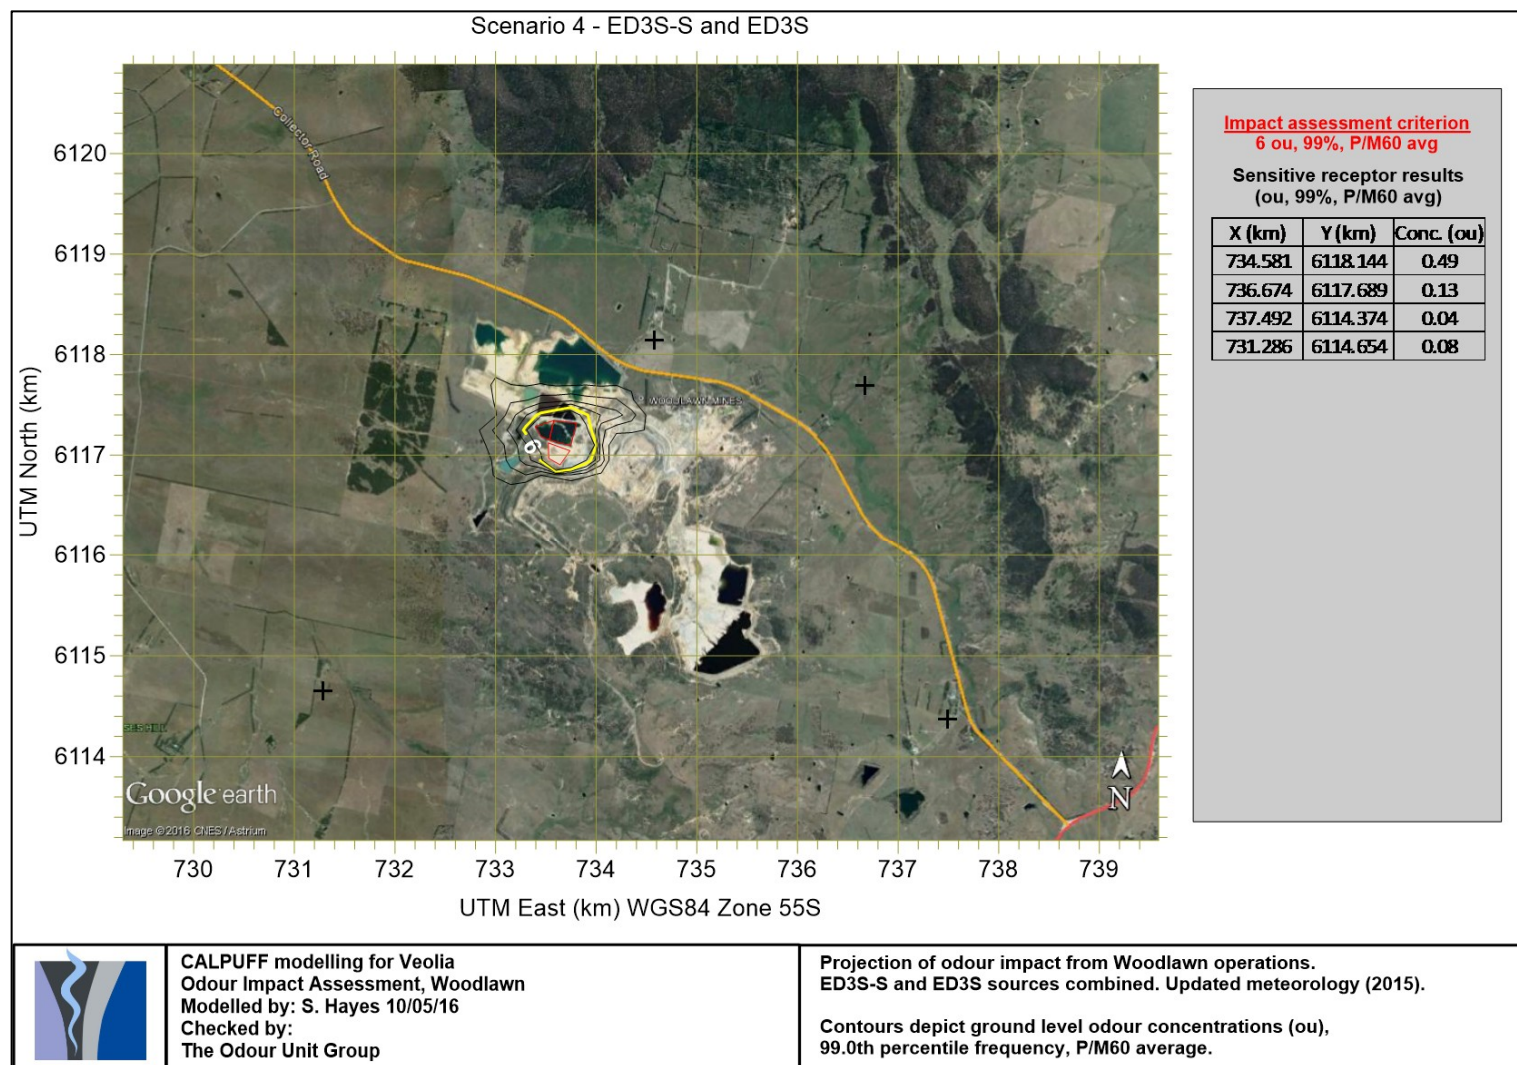 Scenario 4 - ED3S-S and ED3S
UTM North (km)
6120
6119
6118
6117
6116
6115
6114
Collector Road
WOODLAWN MINES
6
Google earth
Image © 2016 CNES / Astrium
N
730 731 732 733 734 735 736 737 738 739
UTM East (km) WGS84 Zone 55S
Impact assessment criterion
6 ou, 99%, P/M60 avg
Sensitive receptor results
(ou, 99%, P/M60 avg)
X (km) Y (km) Conc. (ou)
734.581 6118.144 0.49
736.674 6117.689 0.13
737.492 6114.374 0.04
731.286 6114.654 0.08
CALPUFF modelling for Veolia
Odour Impact Assessment, Woodlawn
Modelled by: S. Hayes 10/05/16
Checked by:
The Odour Unit Group
Projection of odour impact from Woodlawn operations.
ED3S-S and ED3S sources combined. Updated meteorology (2015).
Contours depict ground level odour concentrations (ou),
99.0th percentile frequency, P/M60 average.